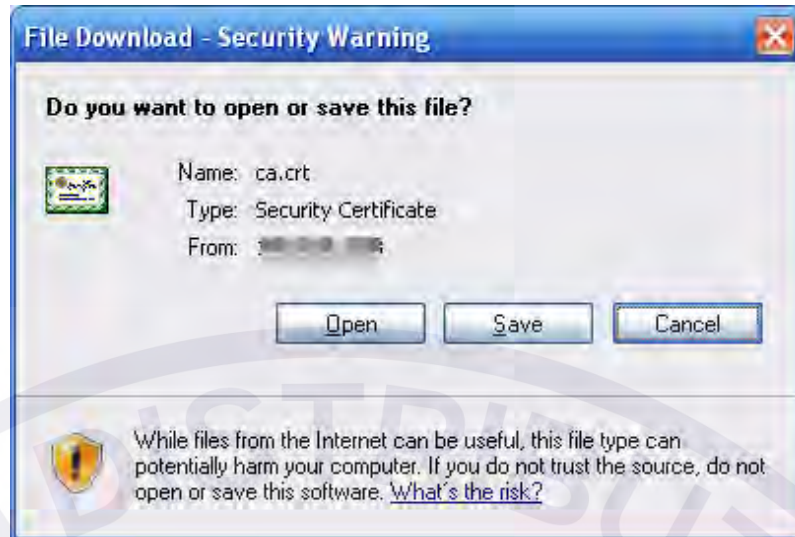 File Download - Security Warning
Do you want to open or save this file?
Name: ca.crt
Type: Security Certificate
From:
Open Save Cancel
While files from the Internet can be useful, this file type can
potentially harm your computer. If you do not trust the source, do not
open or save this software. What's the risk?